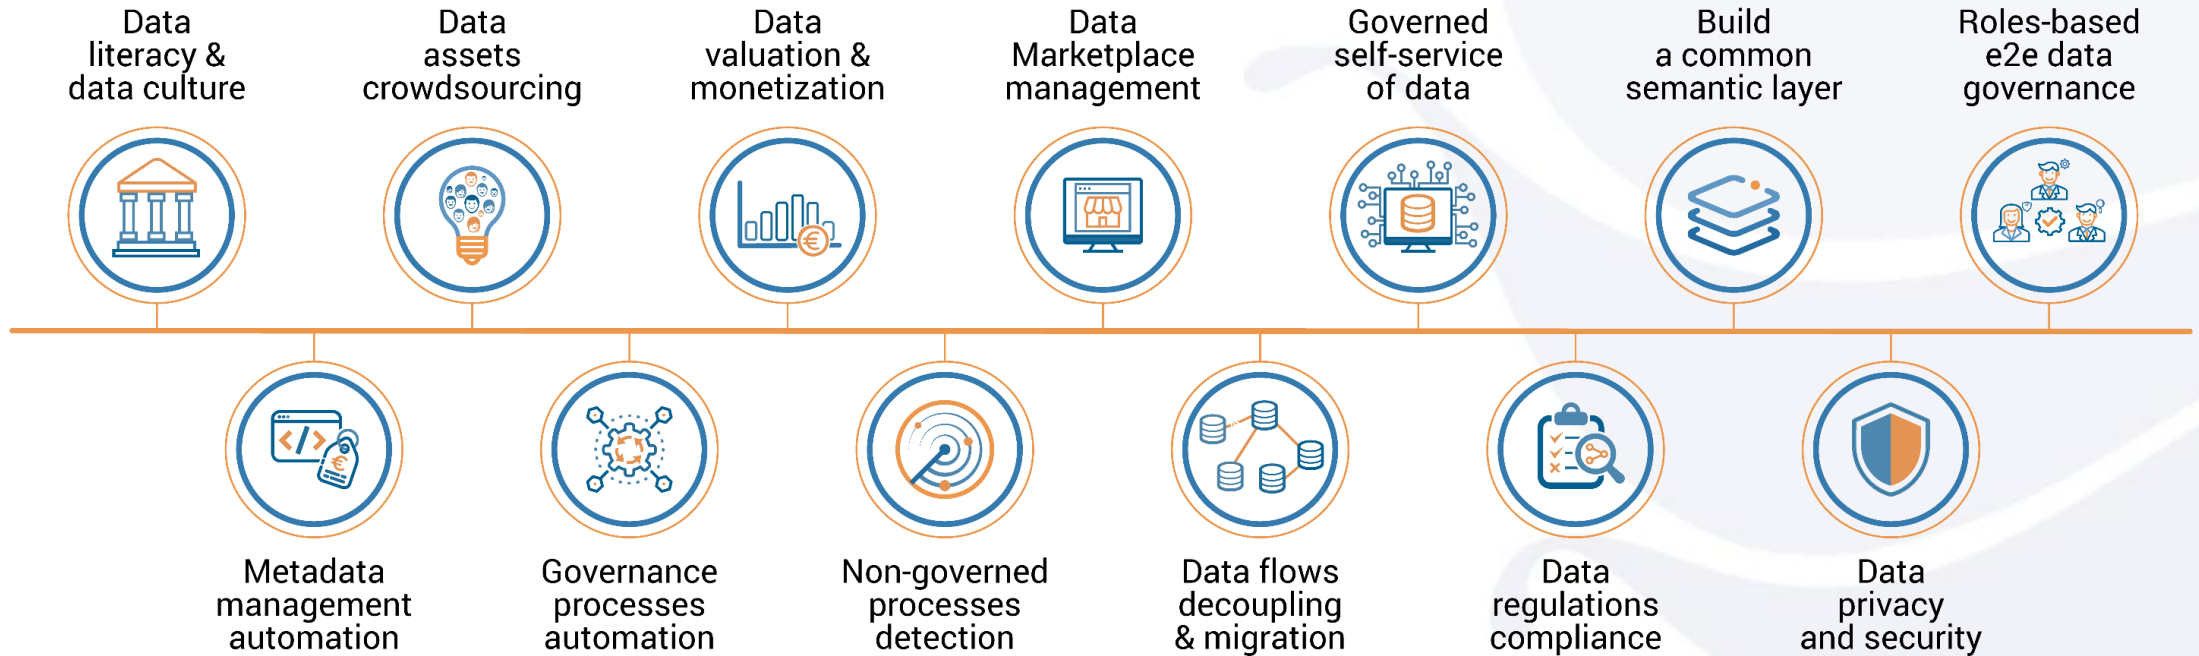 Data
literacy &
data culture
Data
assets
crowdsourcing
Data
valuation &
monetization
Data
Marketplace
management
Governed
self-service
of data
Build
a common
semantic layer
Roles-based
e2e data
governance
Metadata
management
automation
Governance
processes
automation
Non-governed
processes
detection
Data flows
decoupling
& migration
Data
regulations
compliance
Data
privacy
and security